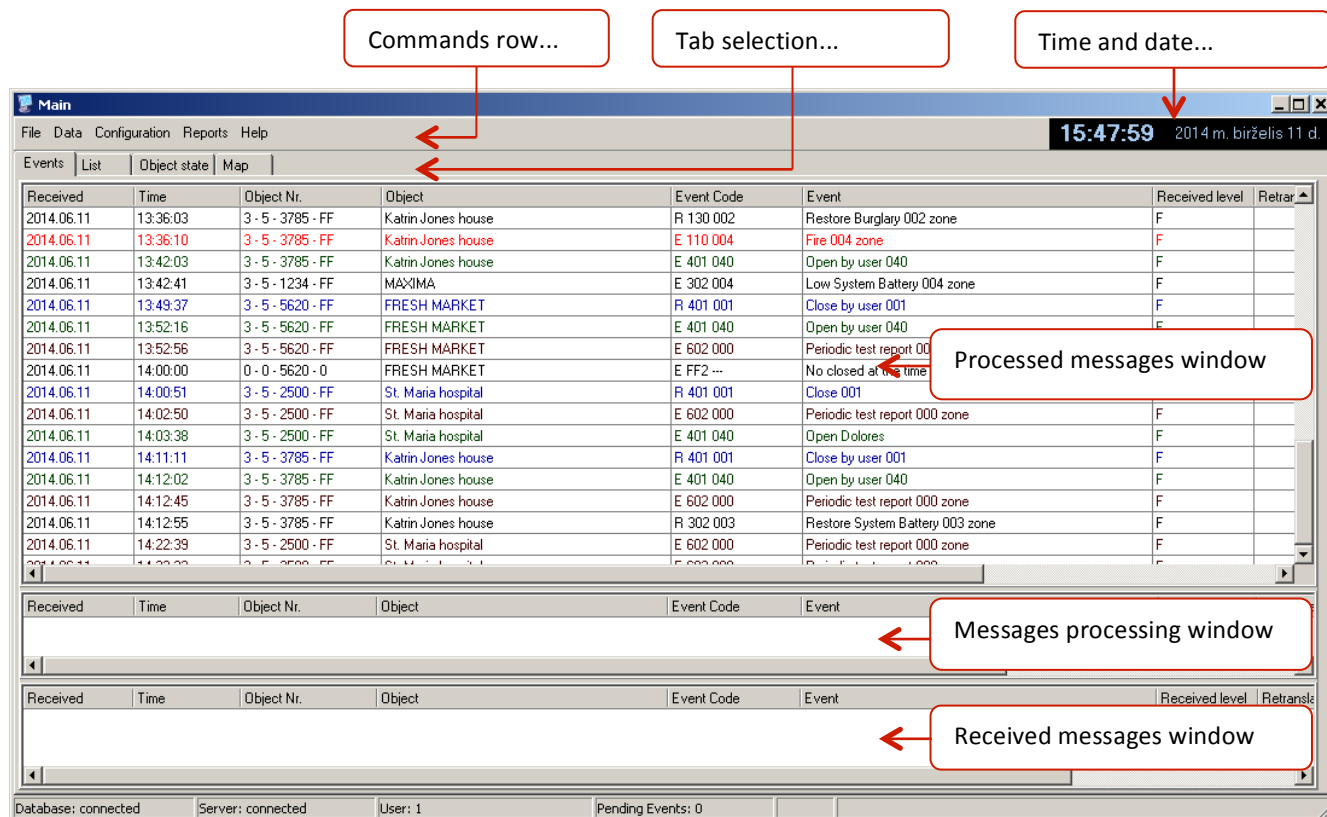 Commands row...
Tab selection...
Time and date...
Main
File Data Configuration Reports Help
15:47:59 2014 m. birželis 11 d.
Events List Object state Map
Received Time Object Nr. Object Event Code Event Received level Retrar
2014.06.11 13:36:03 3 - 5 - 3785 - FF Katrin Jones house R 130 002 Restore Burglary 002 zone F
2014.06.11 13:36:10 3 - 5 - 3785 - FF Katrin Jones house E 110 004 Fire 004 zone F
2014.06.11 13:42:03 3 - 5 - 3785 - FF Katrin Jones house E 401 040 Open by user 040 F
2014.06.11 13:42:41 3 - 5 - 1234 - FF MAXIMA E 302 004 Low System Battery 004 zone F
2014.06.11 13:49:37 3 - 5 - 5620 - FF FRESH MARKET R 401 001 Close by user 001 F
2014.06.11 13:52:16 3 - 5 - 5620 - FF FRESH MARKET E 401 040 Open by user 040 F
2014.06.11 13:52:56 3 - 5 - 5620 - FF FRESH MARKET E 602 000 Periodic test report 00
2014.06.11 14:00:00 0 - 0 - 5620 - 0 FRESH MARKET E FF2 --- No closed at the time
Processed messages window
2014.06.11 14:00:51 3 - 5 - 2500 - FF St. Maria hospital R 401 001 Close 001
2014.06.11 14:02:50 3 - 5 - 2500 - FF St. Maria hospital E 602 000 Periodic test report 000 zone F
2014.06.11 14:03:38 3 - 5 - 2500 - FF St. Maria hospital E 401 040 Open Dolores F
2014.06.11 14:11:11 3 - 5 - 3785 - FF Katrin Jones house R 401 001 Close by user 001 F
2014.06.11 14:12:02 3 - 5 - 3785 - FF Katrin Jones house E 401 040 Open by user 040 F
2014.06.11 14:12:45 3 - 5 - 3785 - FF Katrin Jones house E 602 000 Periodic test report 000 zone F
2014.06.11 14:12:55 3 - 5 - 3785 - FF Katrin Jones house R 302 003 Restore System Battery 003 zone F
2014.06.11 14:22:39 3 - 5 - 2500 - FF St. Maria hospital E 602 000 Periodic test report 000 zone F
Received Time Object Nr. Object Event Code Event
Messages processing window
Received Time Object Nr. Object Event Code Event Received level Retransla
Received messages window
Database: connected Server: connected User: 1 Pending Events: 0